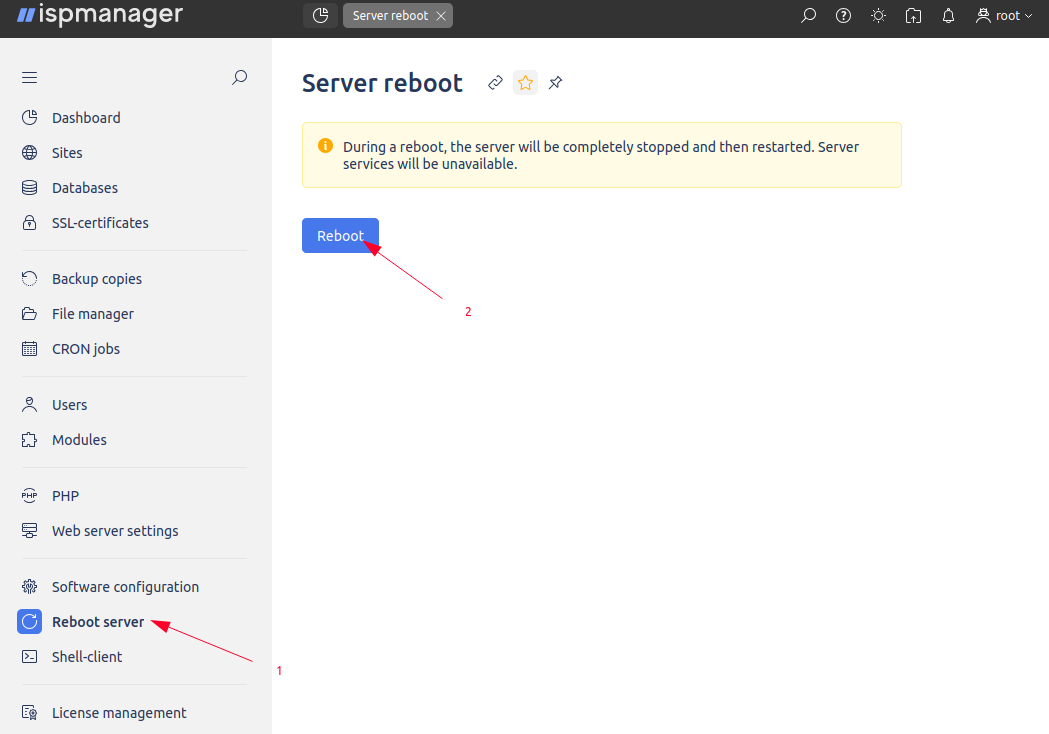 ispmanager
Server reboot
root
Server reboot
During a reboot, the server will be completely stopped and then restarted. Server
services will be unavailable.
Reboot
2
Dashboard
Sites
Databases
SSL-certificates
Backup copies
File manager
CRON jobs
Users
Modules
PHP
PHP
Web server settings
Software configuration
Reboot server
Shell-client
1
License management